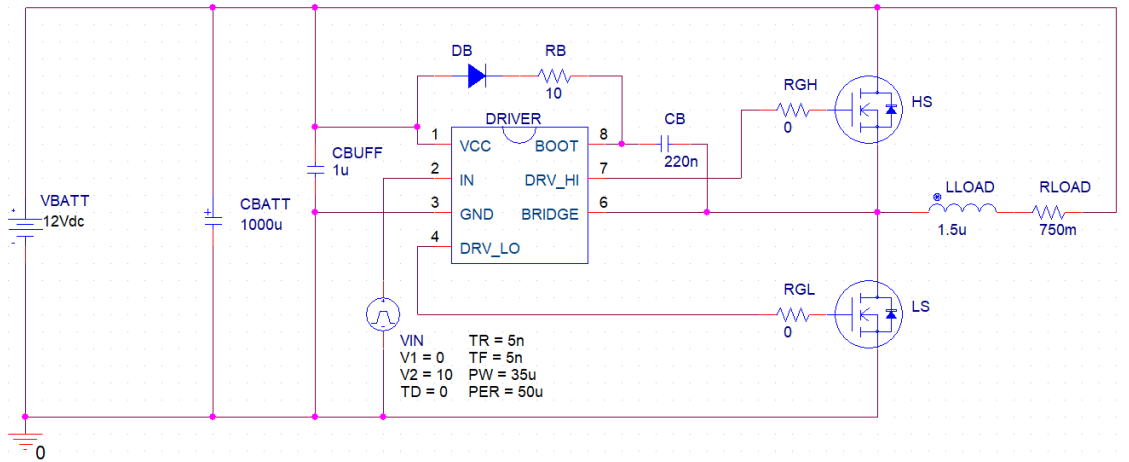 DB
RB
10
RGH
0
HS
DRIVER
1
VCC
BOOT
8
CB
220n
CBUFF
1u
2
IN
DRV_HI
7
3
GND
BRIDGE
6
4
DRV_LO
VBATT
12Vdc
CBATT
1000u
LLOAD
1.5u
RLOAD
750m
RGL
0
LS
VIN
V1 = 0
V2 = 10
TD = 0
TR = 5n
TF = 5n
PW = 35u
PER = 50u
0